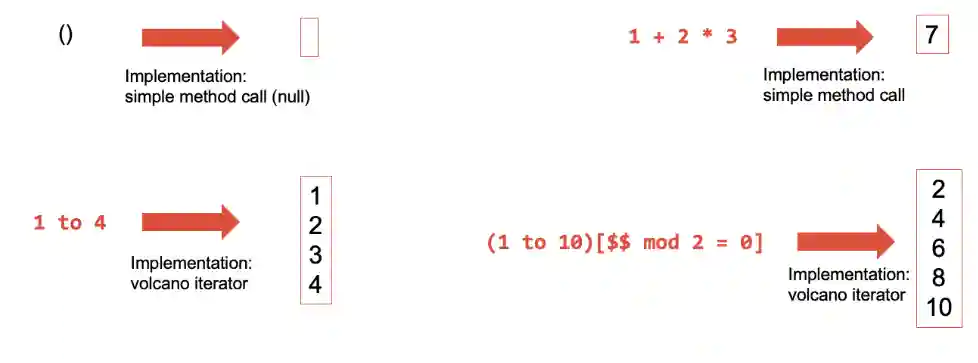 ()
Implementation:
simple method call (null)
1 + 2 * 3
7
Implementation:
simple method call
1 to 4
1
2
3
4
Implementation:
volcano iterator
(1 to 10)[$$ mod 2 = 0]
2
4
6
8
10
Implementation:
volcano iterator